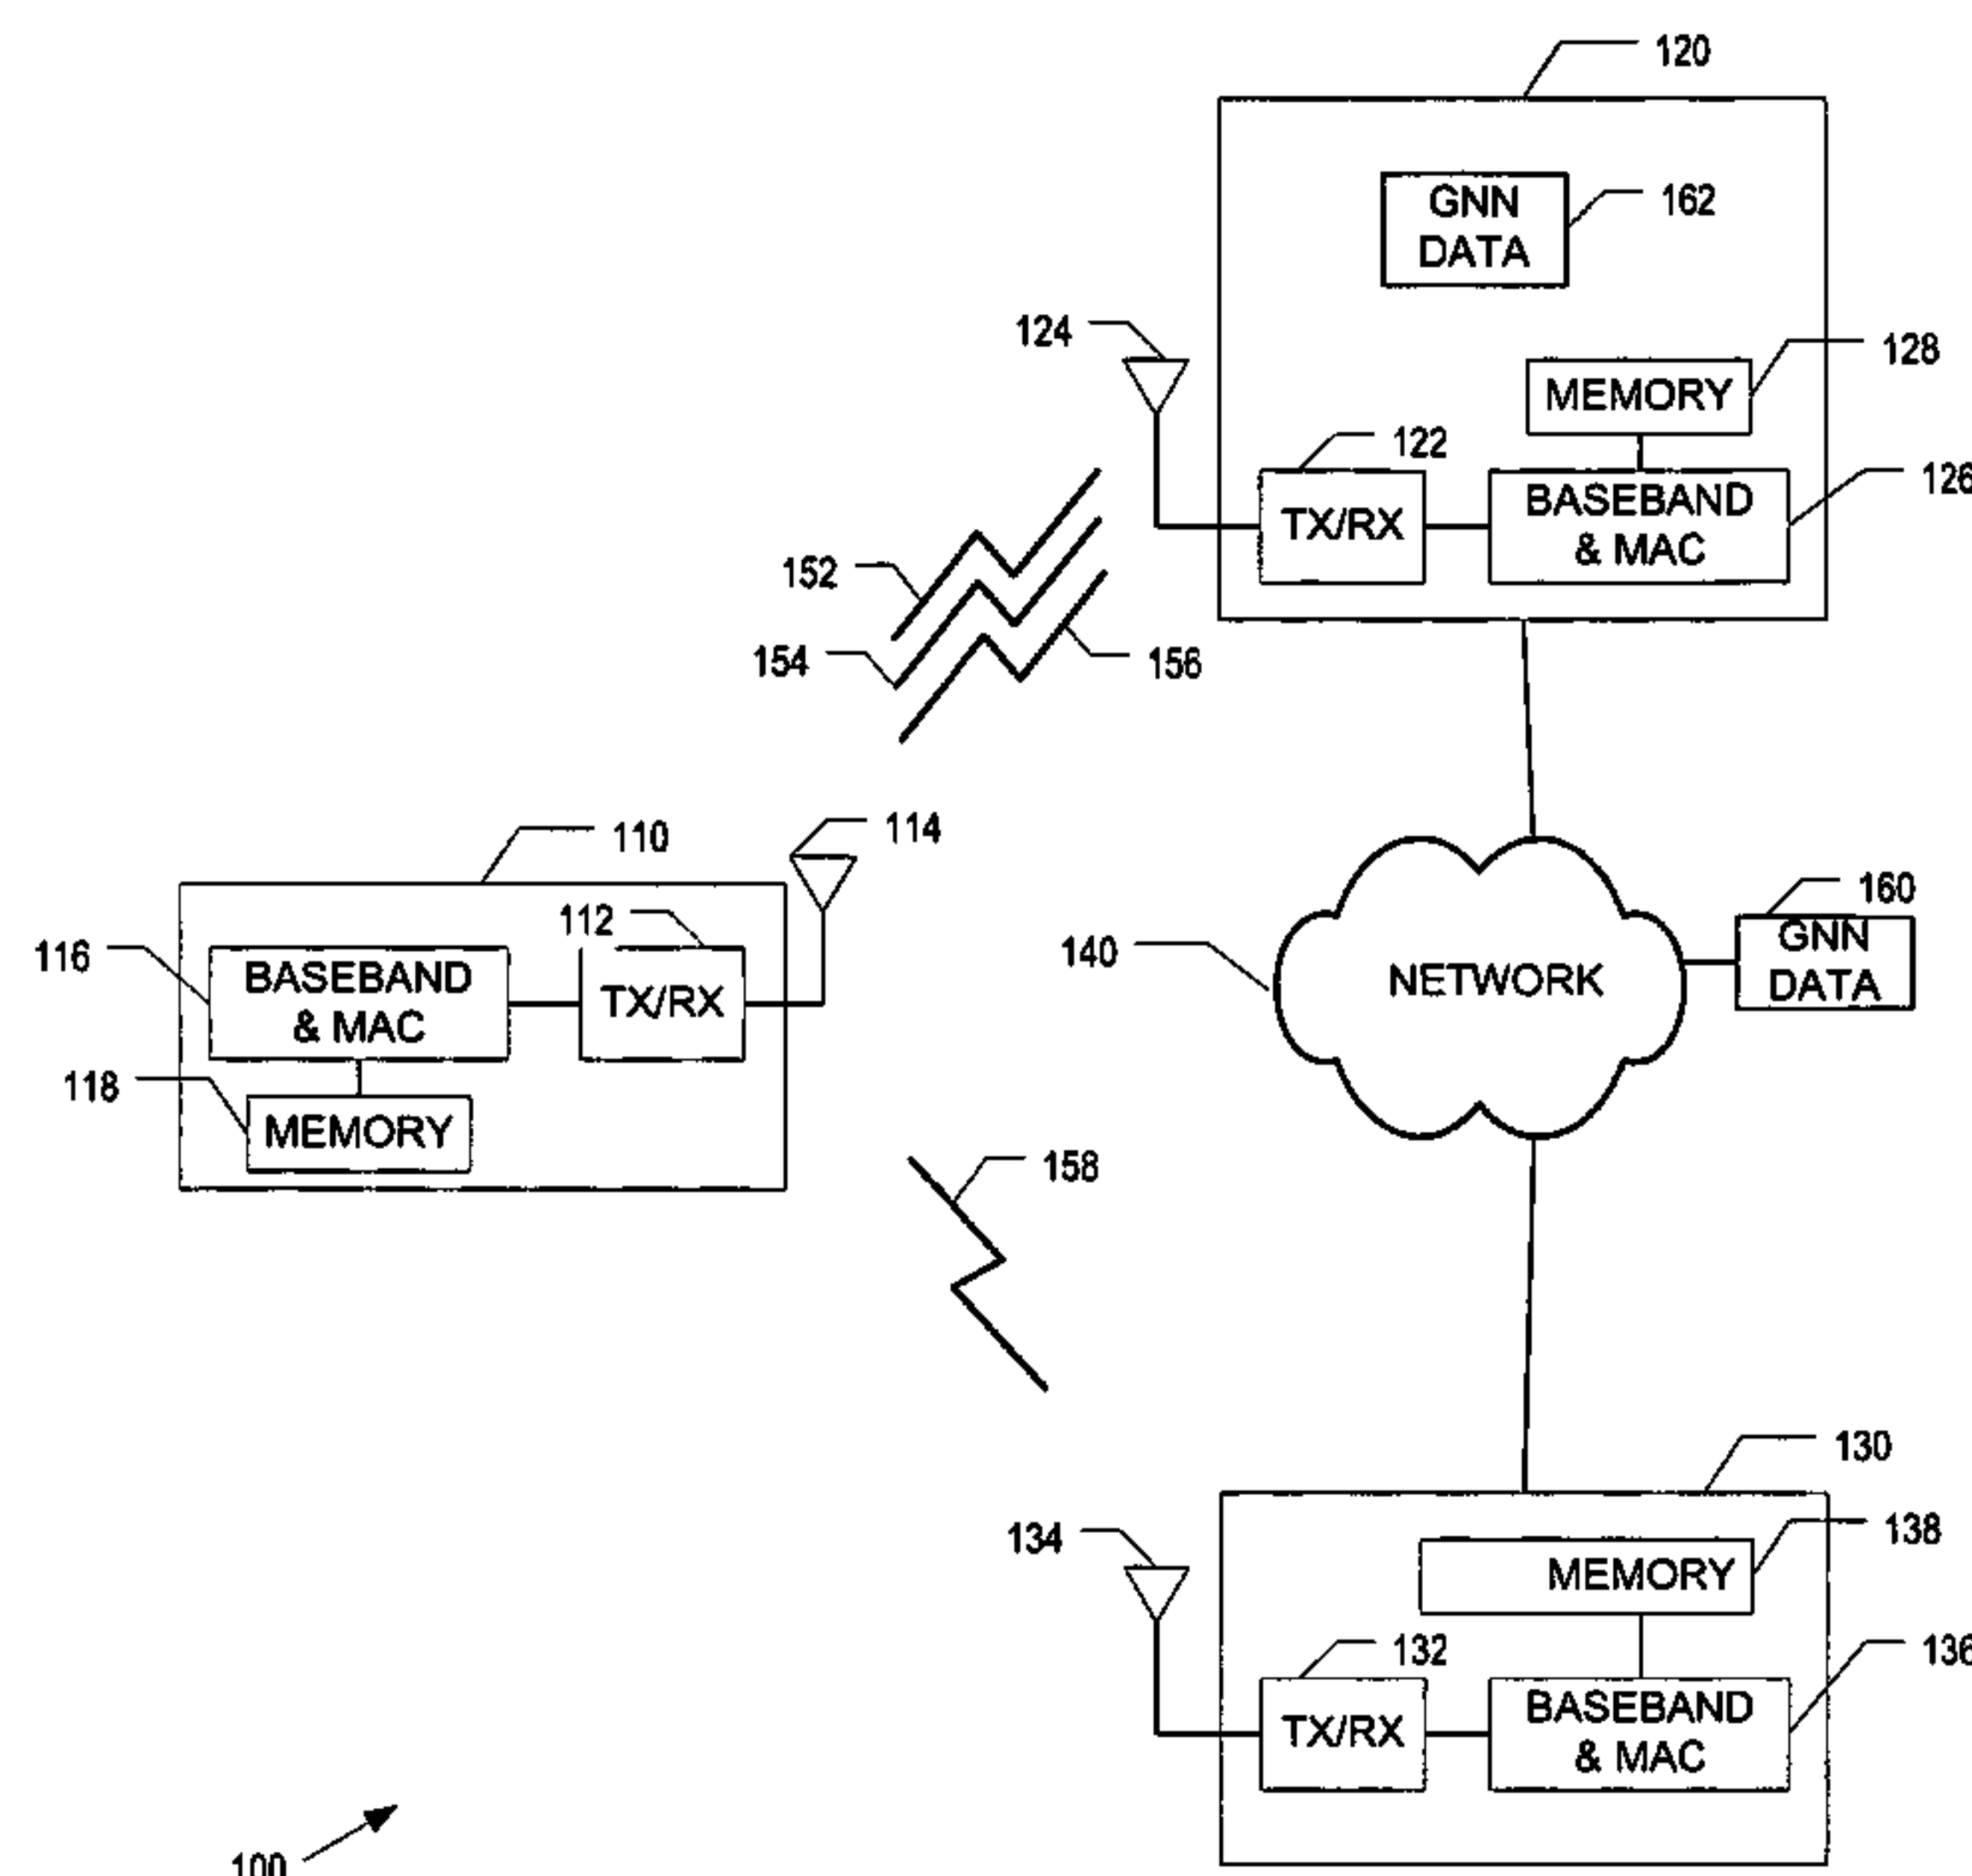 120
GNN
DATA
162
124
128
MEMORY
122
126
BASEBAND
& MAC
TX/RX
152
154
156
110
114
112
116
BASEBAND
& MAC
TX/RX
118
MEMORY
160
GNN
DATA
140
NETWORK
158
130
134
138
MEMORY
132
136
BASEBAND
& MAC
TX/RX
100